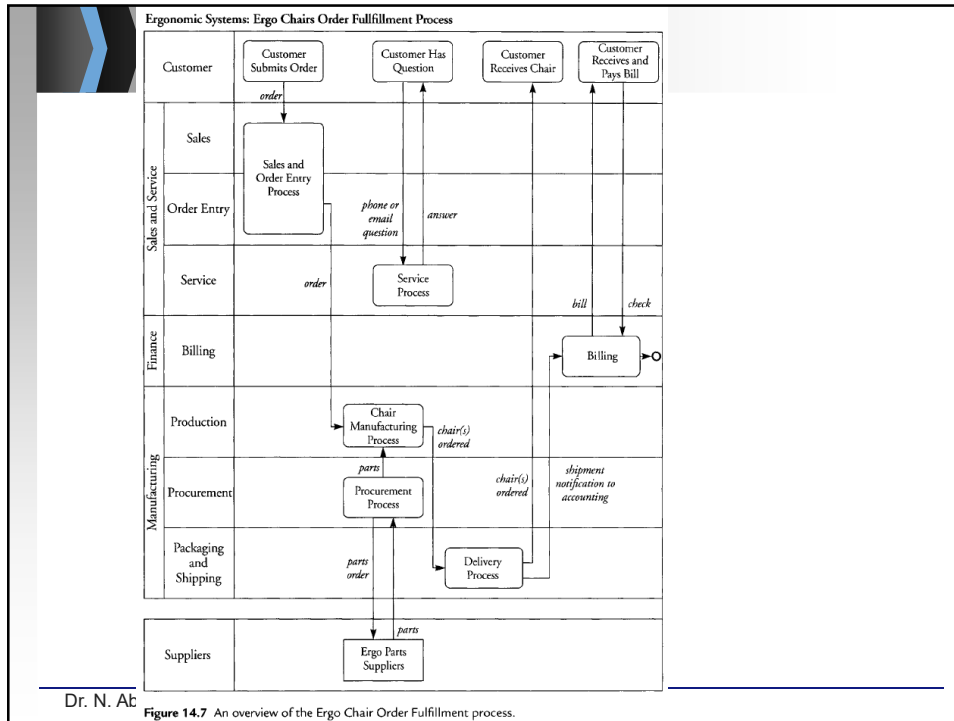 Ergonomic Systems: Ergo Chairs Order Fullfillment Process
Customer
Customer
Submits Order
Customer Has
Question
Customer
Receives Chair
Customer
Receives and
Pays Bill
order
Sales and Service
Sales
Sales and
Order Entry
Process
Order Entry
phone or
email
question
answer
Service
order
Service
Process
bill
check
Finance
Billing
Billing
Manufacturing
Production
Chair
Manufacturing
Process
chair(s)
ordered
parts
Procurement
Procurement
Process
chair(s)
ordered
shipment
notification to
accounting
Packaging
and
Shipping
parts
order
Delivery
Process
parts
Suppliers
Ergo Parts
Suppliers
Dr. N.
Figure 14.7 An overview of the Ergo Chair Order Fulfillment process.